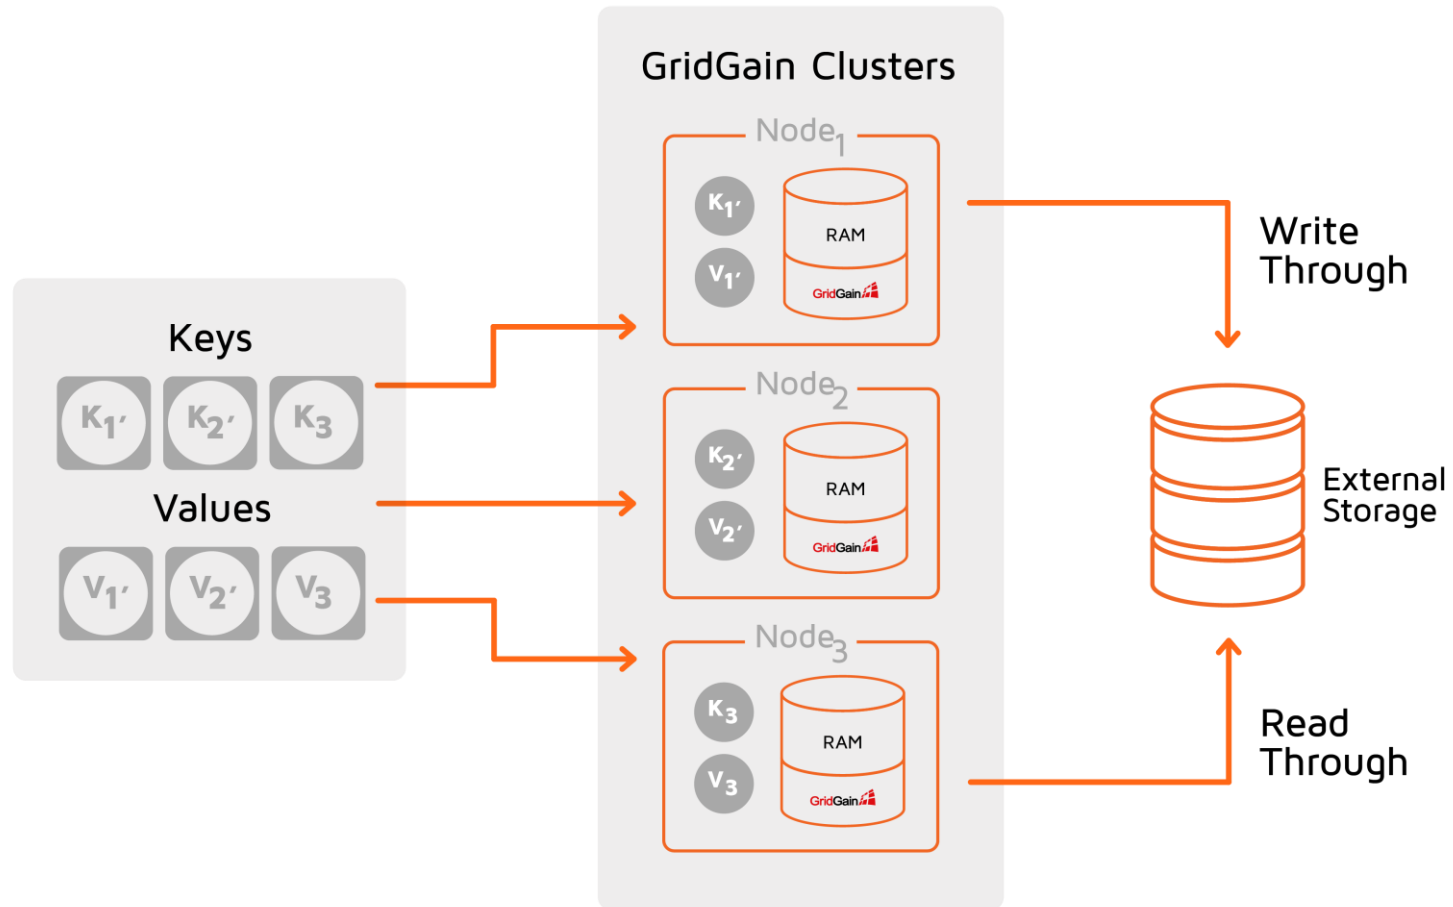 GridGain Clusters
Keys
K1′ K2′ K3
Values
V1′ V2′ V3
Node1
K1′
V1′
RAM
GridGain
Node2
K2′
V2′
RAM
GridGain
Node3
K3
V3
RAM
GridGain
Write
Through
External
Storage
Read
Through